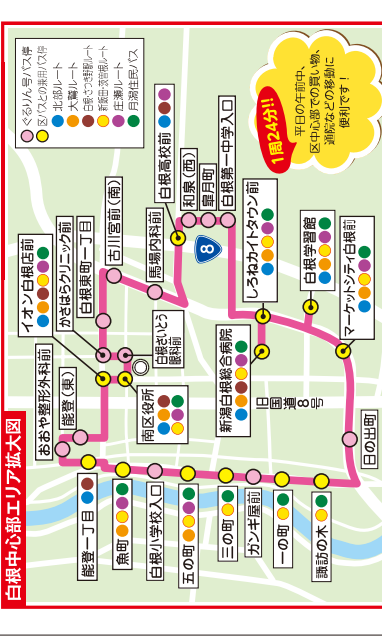 白根中心部エリア拡大図
くるりん号バス停
区バスとの乗用バス停
北部ルート
大鷲ルート
白根・さつき野駅ルート
新飯田・茨曽根ルート
庄瀬ルート
月潟住民バス
1周24分!!
平日の午前中、
区中心部での買い物、
通院などの移動に
便利です!
イオン白根店前
かさはらクリニック前
白根東町一丁目
古川宮前(南)
馬場内科前
白根高校前
和泉(西)
皐月町
白根第一中学入口
おおや整形外科前
能登(東)
南区役所
白根さいとう
眼科前
8
新潟白根総合病院
しろねカイトタウン前
白根学習館
マーケットシティ白根前
旧国道8号
能登一丁目
魚町
白根小学校入口
五の町
三の町
ガンギ屋前
一の町
諏訪の木
日の出町